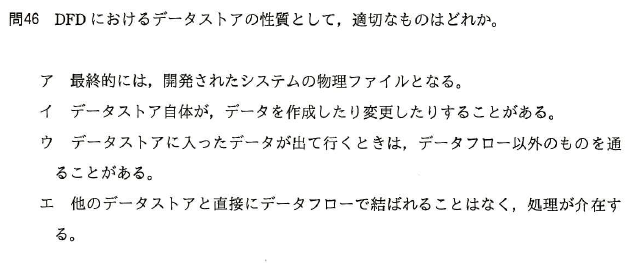 問46 DFDにおけるデータストアの性質として，適切なものはどれか。
ア 最終的には，開発されたシステムの物理ファイルとなる。
イ データストア自体が，データを作成したり変更したりすることがある。
ウ データストアに入ったデータが出て行くときは，データフロー以外のものを通
ることがある。
エ 他のデータストアと直接にデータフローで結ばれることはなく，処理が介在す
る。